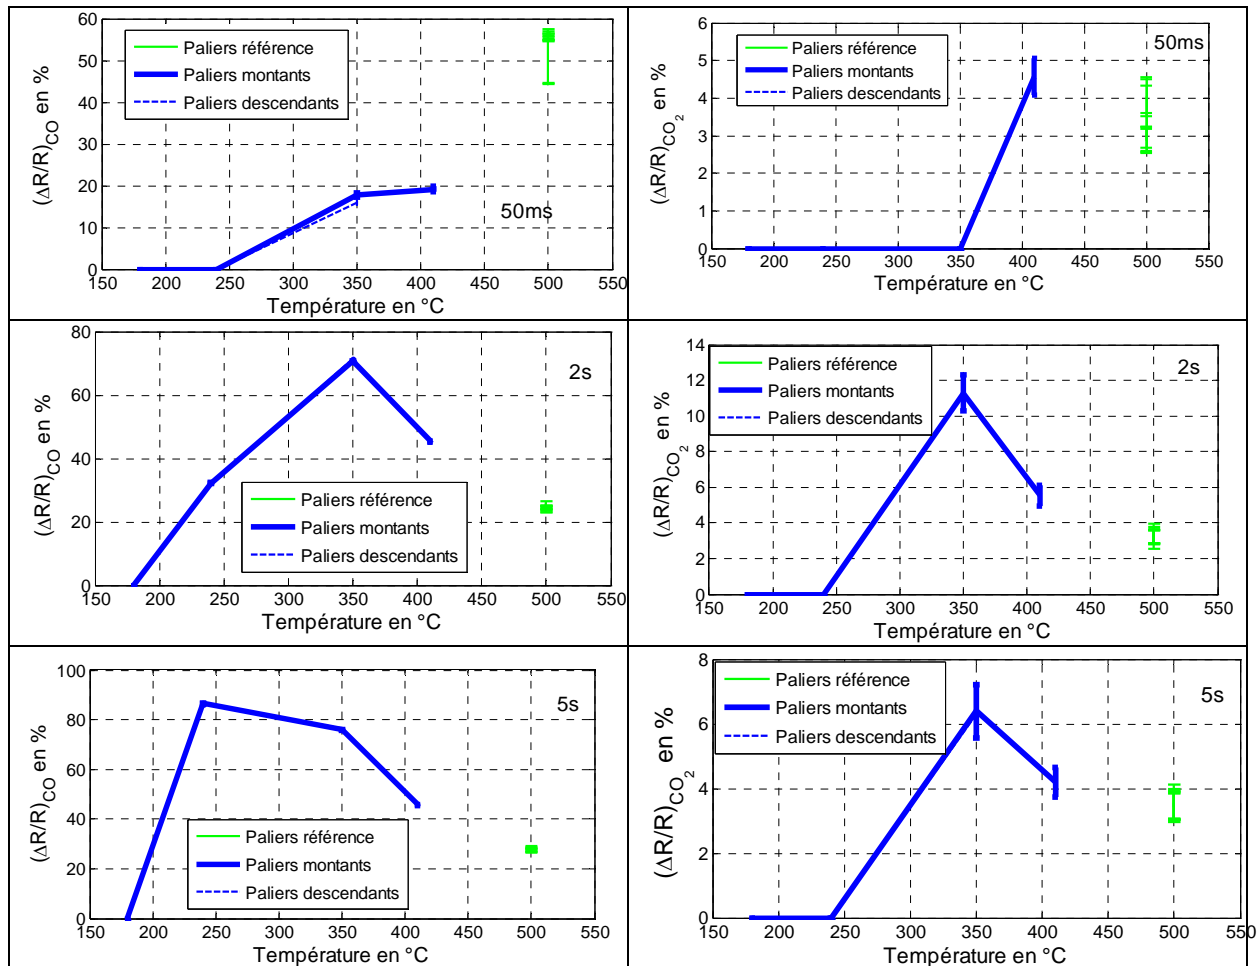 (ΔR/R)CO en %
60
50
40
30
20
10
0
Paliers référence
Paliers montants
Paliers descendants
50ms
100 150 200 250 300 350 400 450 500 550
Température en °C
(ΔR/R)CO2 en %
6
5
4
3
2
1
0
Paliers référence
Paliers montants
Paliers descendants
50ms
150 200 250 300 350 400 450 500 550
Température en °C
(ΔR/R)CO en %
80
60
40
20
0
2s
Paliers référence
Paliers montants
Paliers descendants
150 200 250 300 350 400 450 500 550
Température en °C
(ΔR/R)CO2 en %
14
12
10
8
6
4
2
0
Paliers référence
Paliers montants
Paliers descendants
2s
150 200 250 300 350 400 450 500 550
Température en °C
(ΔR/R)CO en %
100
80
60
40
20
0
5s
Paliers référence
Paliers montants
Paliers descendants
150 200 250 300 350 400 450 500 550
Température en °C
(ΔR/R)CO2 en %
8
6
4
2
0
Paliers référence
Paliers montants
Paliers descendants
5s
150 200 250 300 350 400 450 500 550
Température en °C